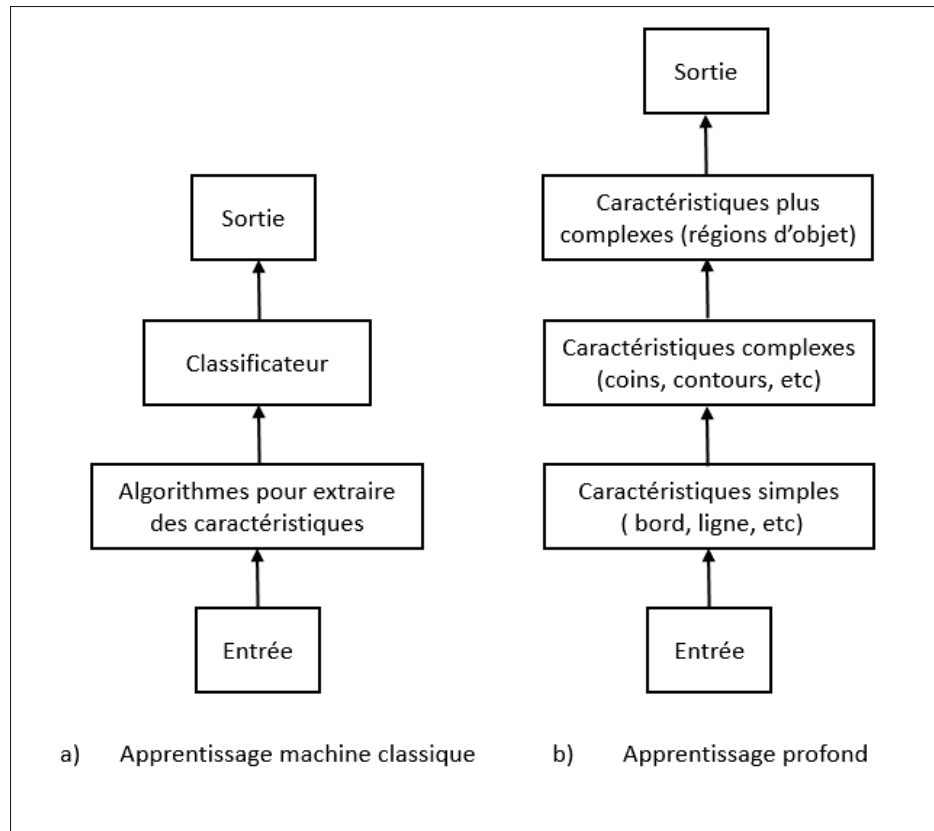 Sortie
Classificateur
Algorithmes pour extraire
des caractéristiques
Entrée
a) Apprentissage machine classique
Sortie
Caractéristiques plus
complexes (régions d'objet)
Caractéristiques complexes
(coins, contours, etc)
Caractéristiques simples
( bord, ligne, etc)
Entrée
b) Apprentissage profond